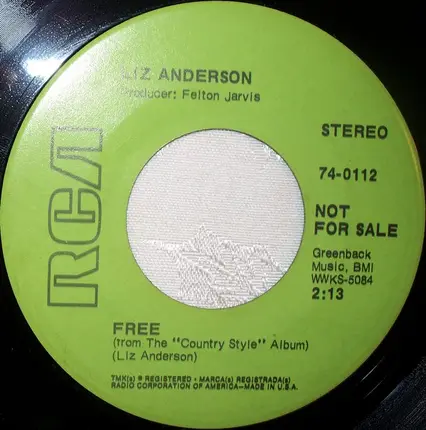 LIZ ANDERSON
Producer: Felton Jarvis
RCA
STEREO
74-0112
NOT
FOR SALE
Greenback
Music, BMI
WWKS-5084
2:13
FREE
(from The "Country Style" Album)
(Liz Anderson)
TMK(s) ® REGISTERED • MARCA(s) REGISTRADA(s)
RADIO CORPORATION OF AMERICA—MADE IN U.S.A.